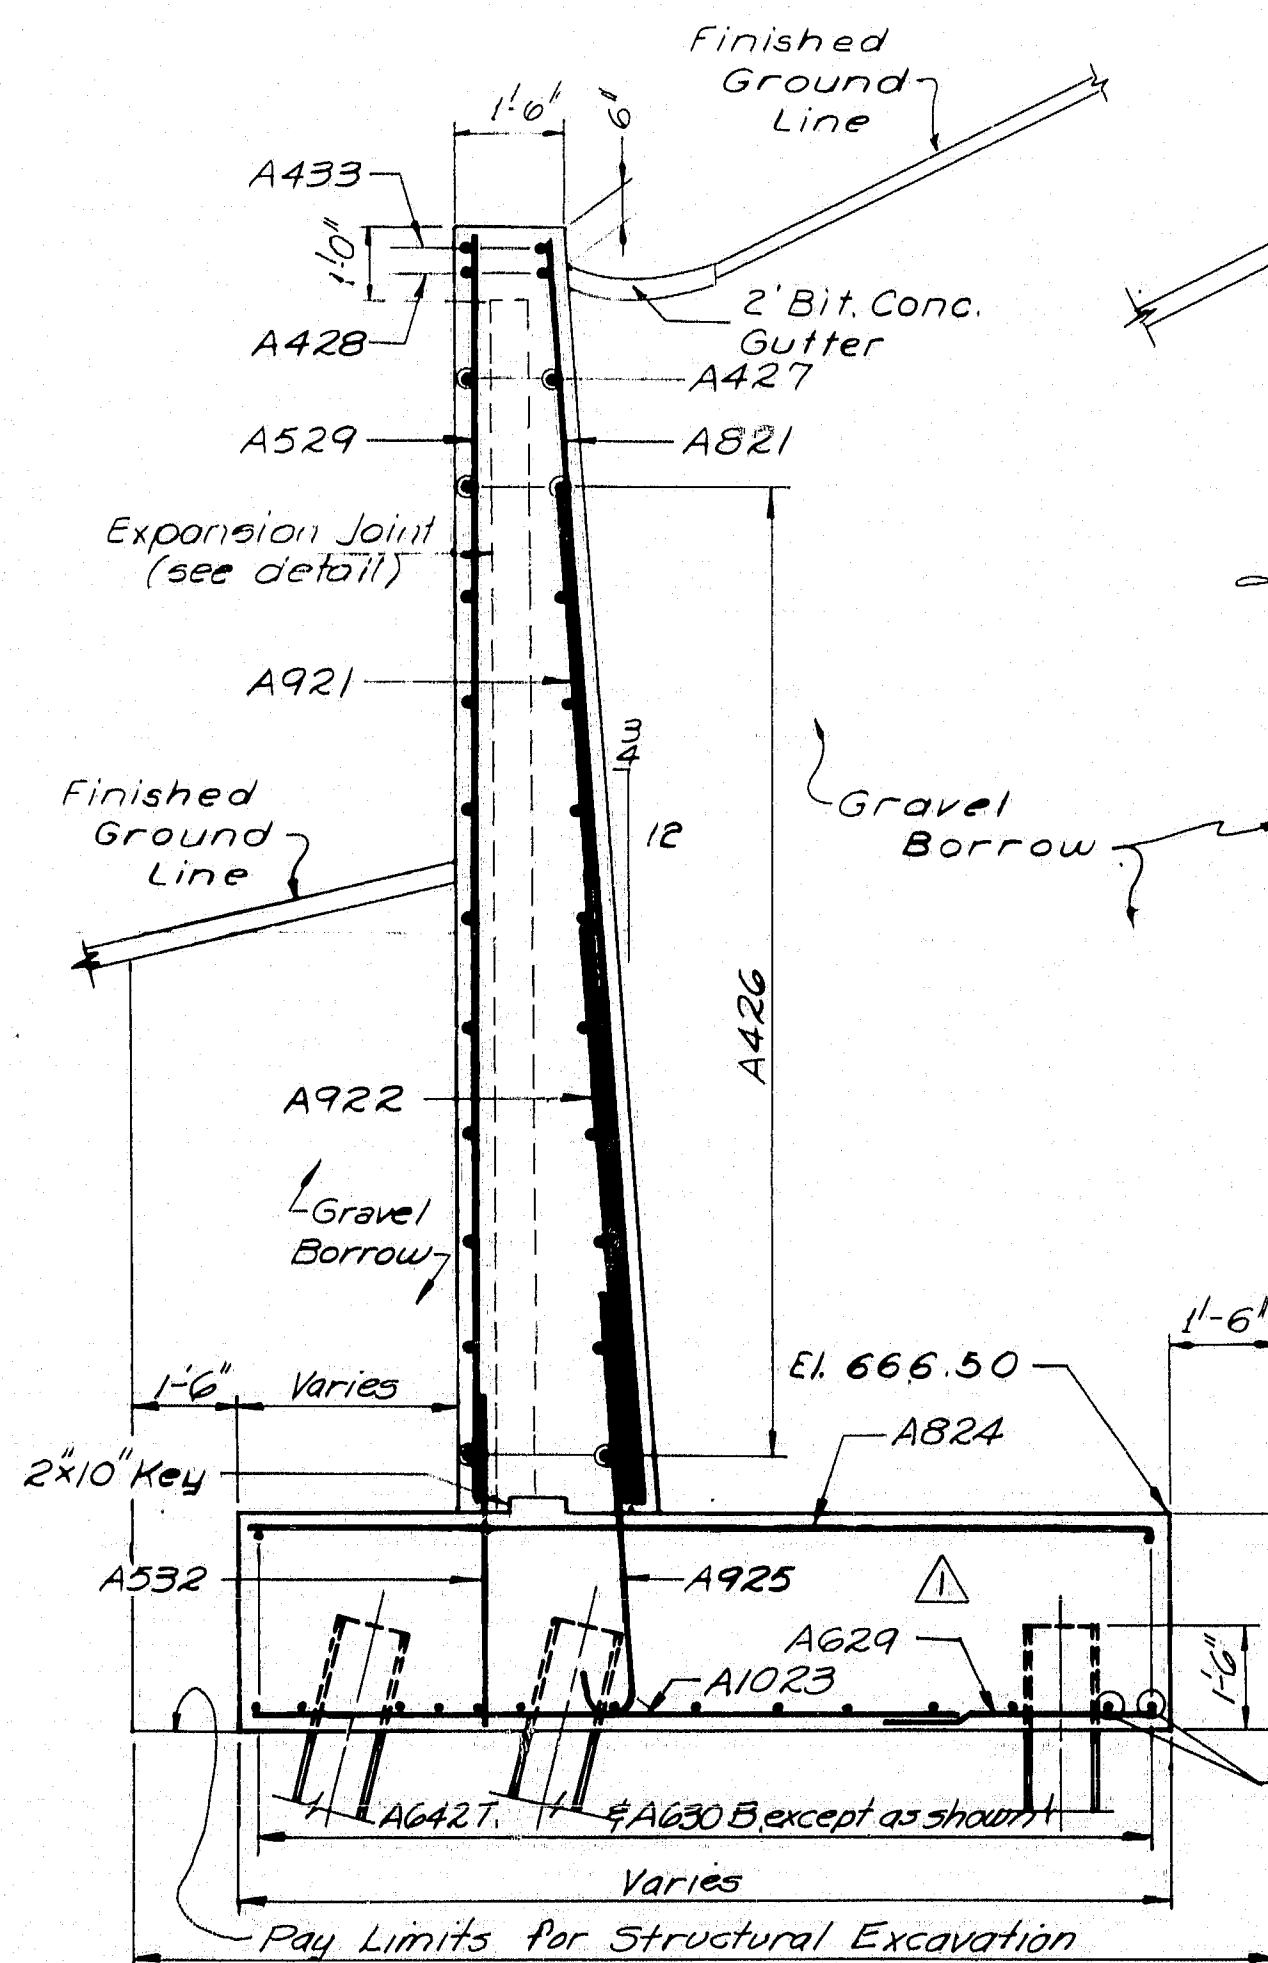 Finished
Ground
Line
1'-6"
6"
A433
1'-0"
A428
2' Bit. Conc.
Gutter
A427
A529
A821
Expansion Joint
(see detail)
A921
3/4
12
Gravel
Borrow
Finished
Ground
Line
A426
A922
Gravel
Borrow
1'-6"
El. 666.50
1'-6"
Varies
A824
2"x10" Key
A532
A925
1
A629
A1023
1'-6"
A642T.
& A630 B. except as shown
Varies
Pay Limits for Structural Excavation